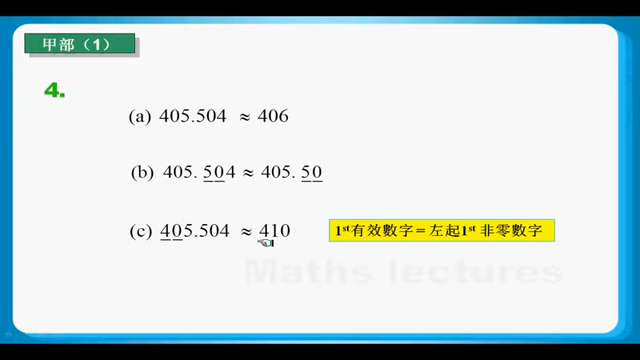 甲部（1）
4.
(a) 405.504 ≈ 406
(b) 405. 504 ≈ 405. 50
(c) 405.504 ≈ 410
1st有效數字＝左起1st 非零數字
Maths lectures